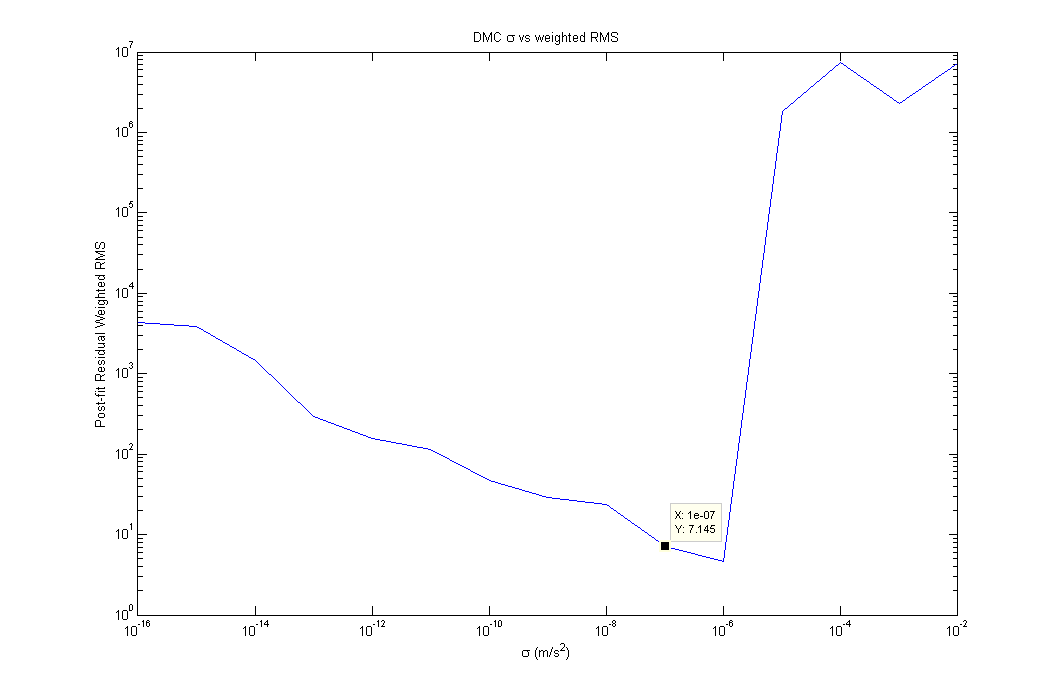 DMC σ vs weighted RMS
10^7
10^6
10^5
10^4
10^3
10^2
10^1
10^0
Post-fit Residual Weighted RMS
X: 1e-07
Y: 7.145
10^-16 10^-14 10^-12 10^-10 10^-8 10^-6 10^-4 10^-2
σ (m/s^2)